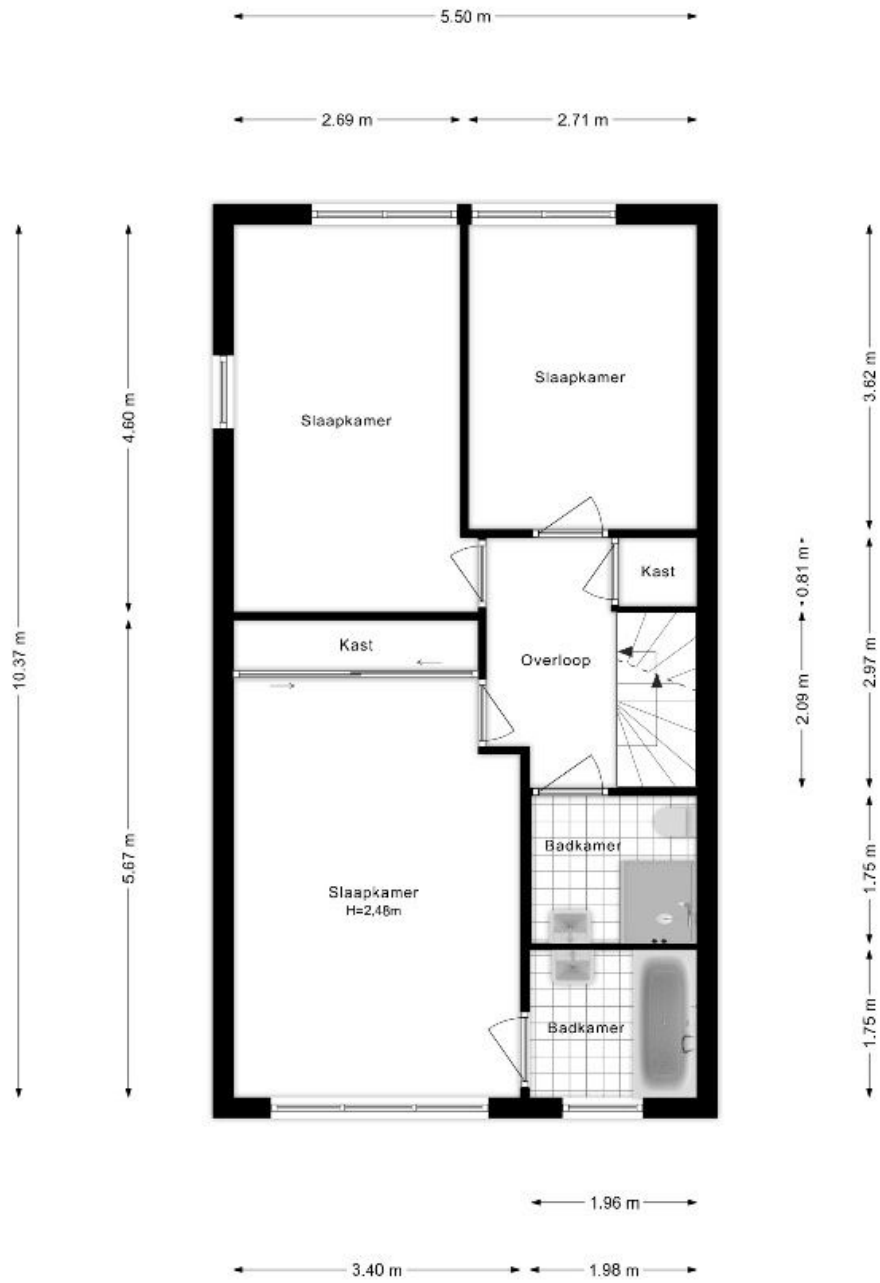 5.50 m
2.69 m
2.71 m
10.37 m
4.60 m
5.67 m
Slaapkamer
Slaapkamer
3.62 m
Kast
0.81 m
2.97 m
2.09 m
Kast
Overloop
Badkamer
1.75 m
Slaapkamer
H=2,48m
Badkamer
1.75 m
1.96 m
3.40 m
1.98 m